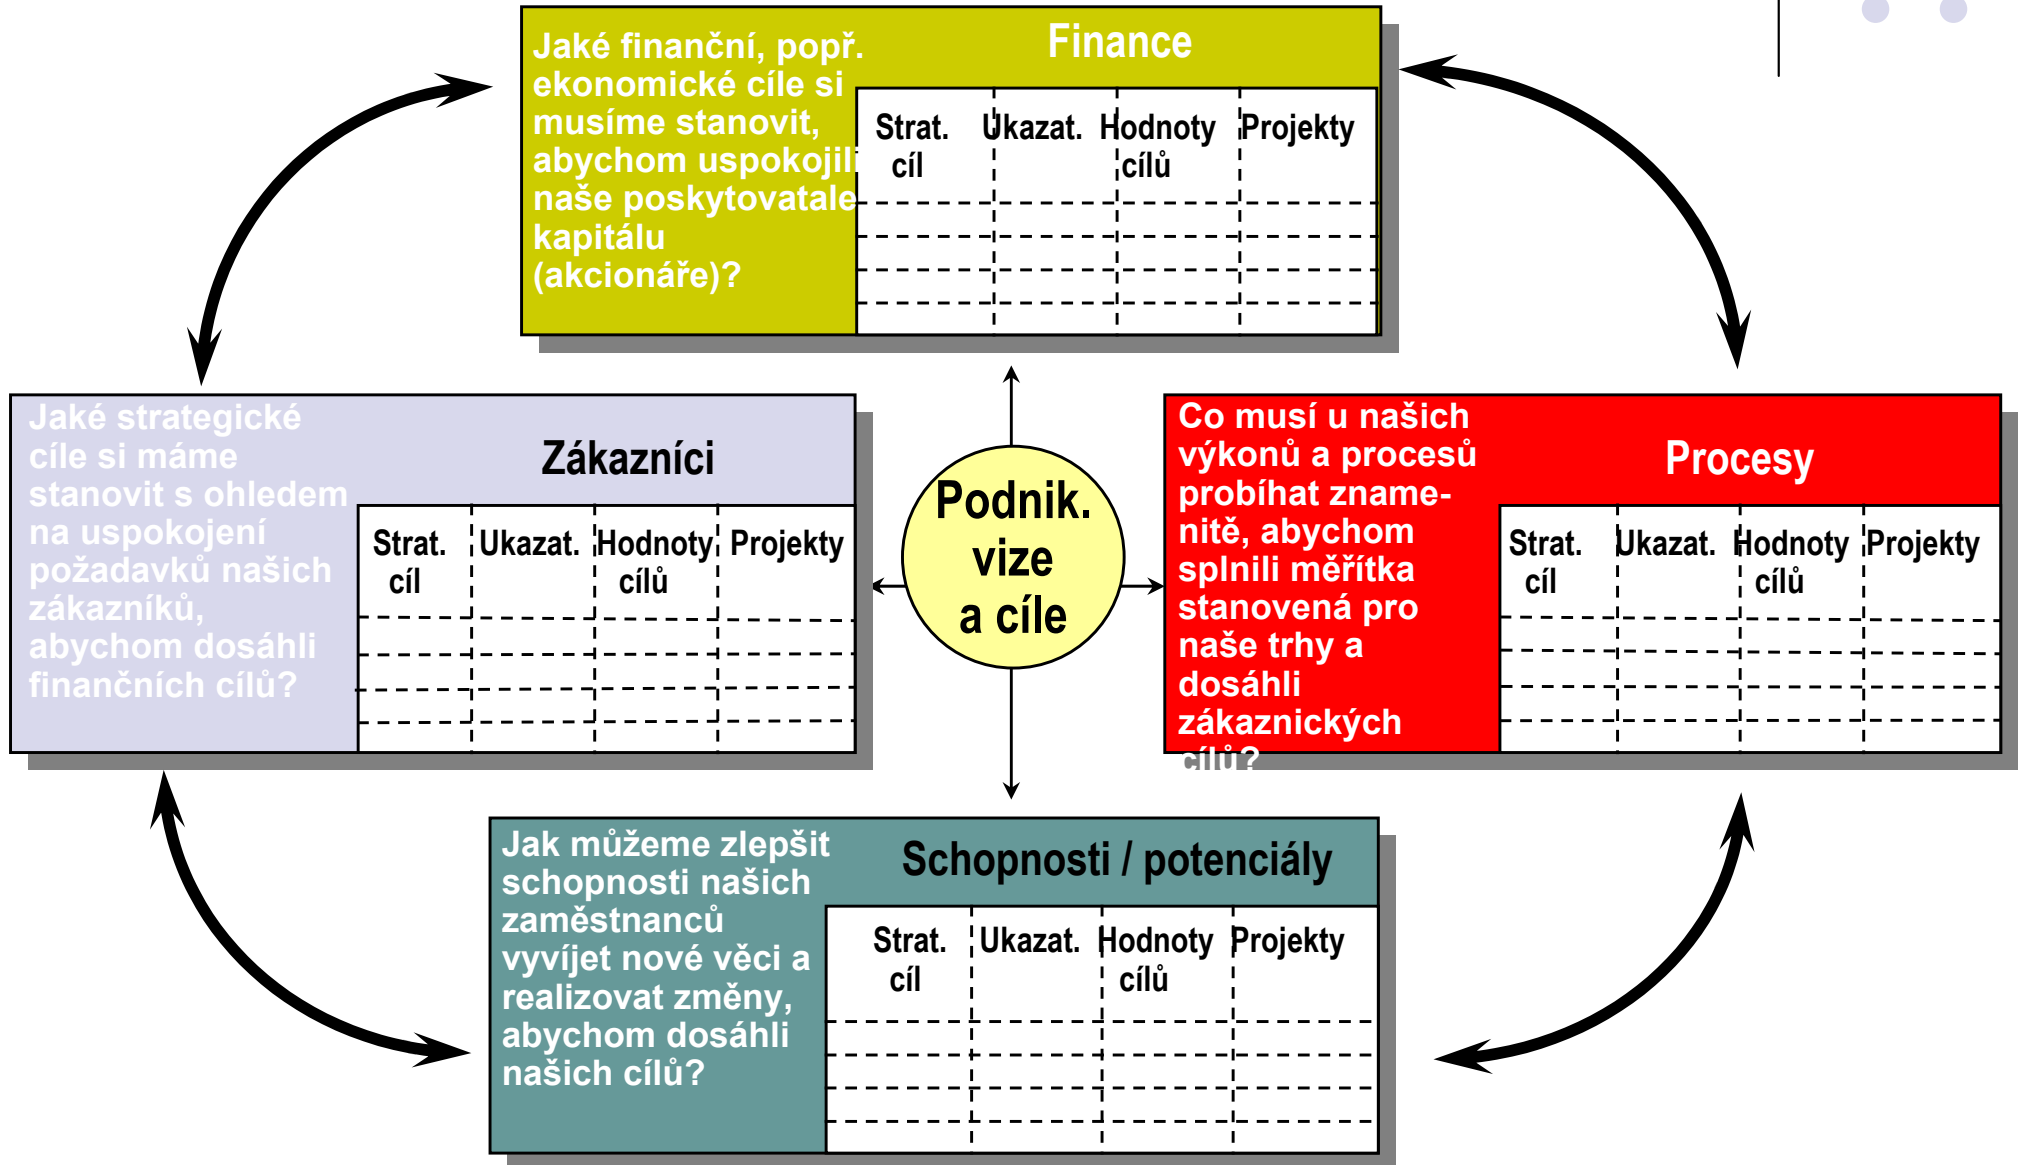 Jaké finanční, popř.
ekonomické cíle si
musíme stanovit,
abychom uspokojili
naše poskytovatale
kapitálu
(akcionáře)?
Finance
Strat. Ukazat. Hodnoty Projekty
cíl cílů
Jaké strategické
cíle si máme
stanovit s ohledem
na uspokojení
požadavků našich
zákazníků,
abychom dosáhli
finančních cílů?
Zákazníci
Strat. Ukazat. Hodnoty Projekty
cíl cílů
Podnik.
vize
a cíle
Co musí u našich
výkonů a procesů
probíhat zname-
nitě, abychom
splnili měřítka
stanovená pro
naše trhy a
dosáhli
zákaznických
cílů?
Procesy
Strat. Ukazat. Hodnoty Projekty
cíl cílů
Jak můžeme zlepšit
schopnosti našich
zaměstnanců
vyvíjet nové věci a
realizovat změny,
abychom dosáhli
našich cílů?
Schopnosti / potenciály
Strat. Ukazat. Hodnoty Projekty
cíl cílů